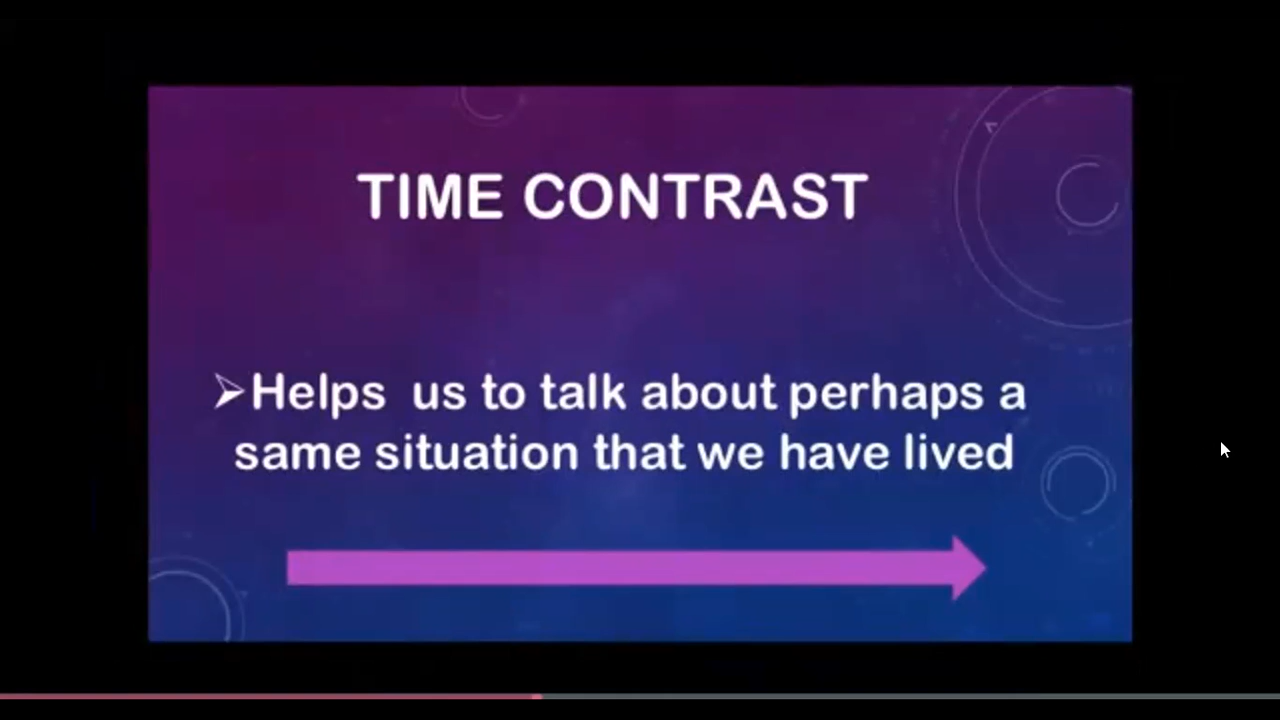 TIME CONTRAST
➢Helps us to talk about perhaps a
same situation that we have lived